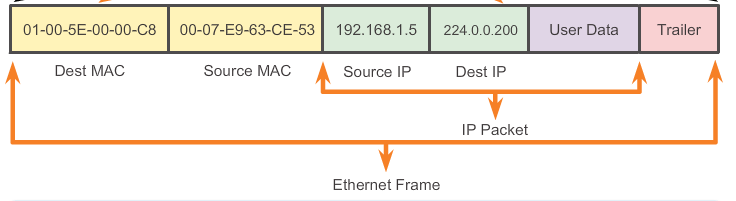 01-00-5E-00-00-C8 00-07-E9-63-CE-53 192.168.1.5 224.0.0.200 User Data Trailer
Dest MAC Source MAC Source IP Dest IP
IP Packet
Ethernet Frame